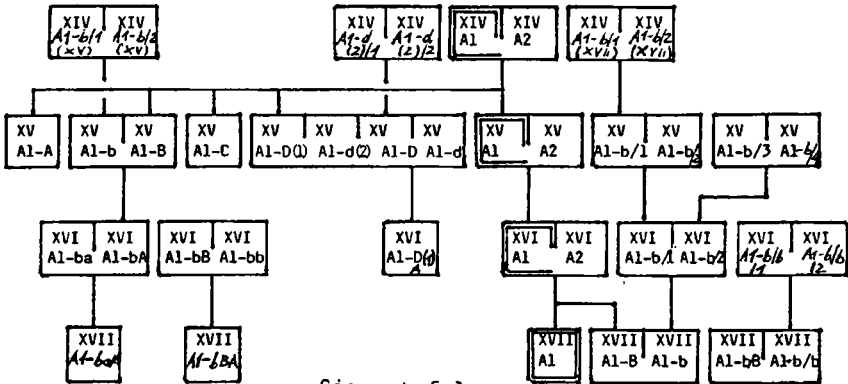 XIV XIV XIV XIV XIV XIV XIV XIV
A1-b/1 A1-b/2 A1-d A1-d A1 A2 A1-b/1 A1-b/2
(XV) (XV) (2)/1 (2)/2 (XVii) (XVii)
XV XV XV XV XV XV XV XV XV XV XV XV XV XV
A1-A A1-b A1-B A1-C A1-D(1) A1-d(2) A1-D A1-d A1 A2 A1-b/1 A1-b/2 A1-b/3 A1-b/4
XVI XVI XVI XVI XVI XVI XVI XVI XVI XVI XVI
A1-ba A1-bA A1-bB A1-bb A1-D(1) A1 A2 A1-b/1 A1-b/2 A1-b/b A1-b/b
A /1 /2
XVII XVII XVII XVII XVII XVII XVII
A1-baA A1-bBA A1 A1-B A1-b A1-bB A1-b/b